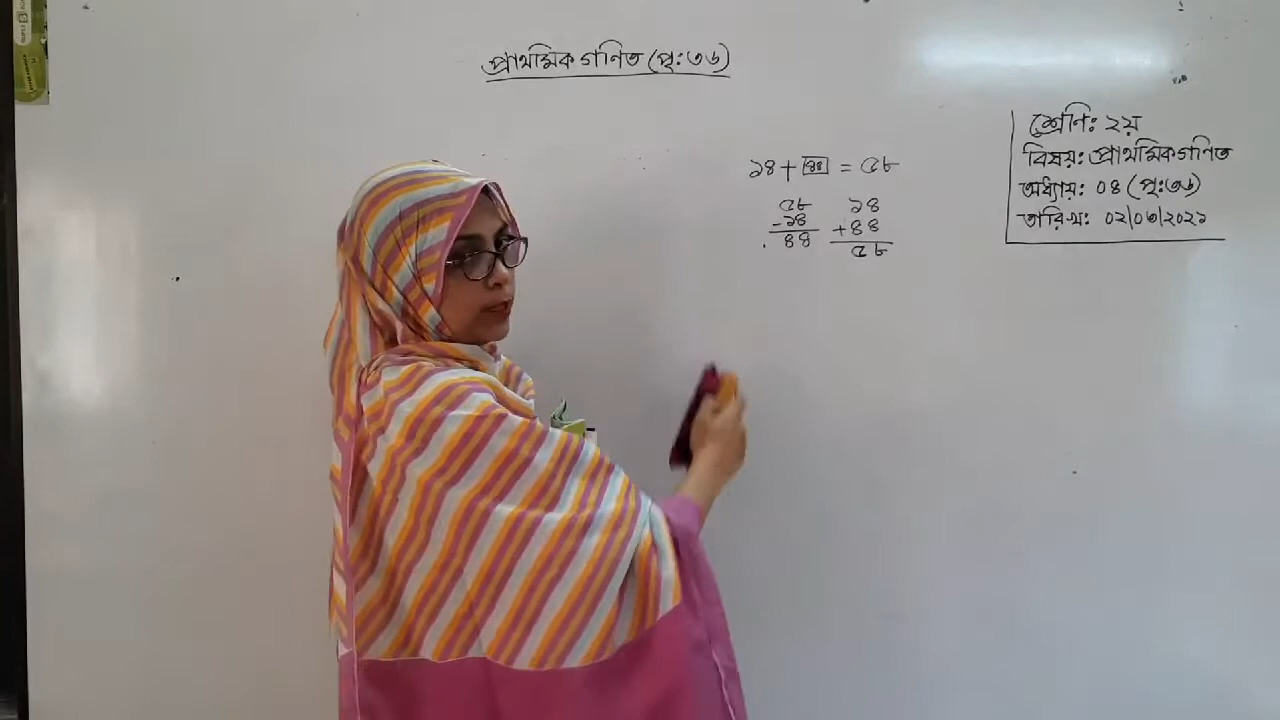 প্রাথমিক গণিত (পৃ:৩৬)
শ্রেণি: ২য়
বিষয়: প্রাথমিক গণিত
অধ্যায়: ০৪ (পৃ:৩৬)
তারিখ: ০২/০৬/২০২১
১৪ + ৪৪ = ৫৮
৫৮ ১৪
- ১৪ + ৪৪
৪৪ ৫৮